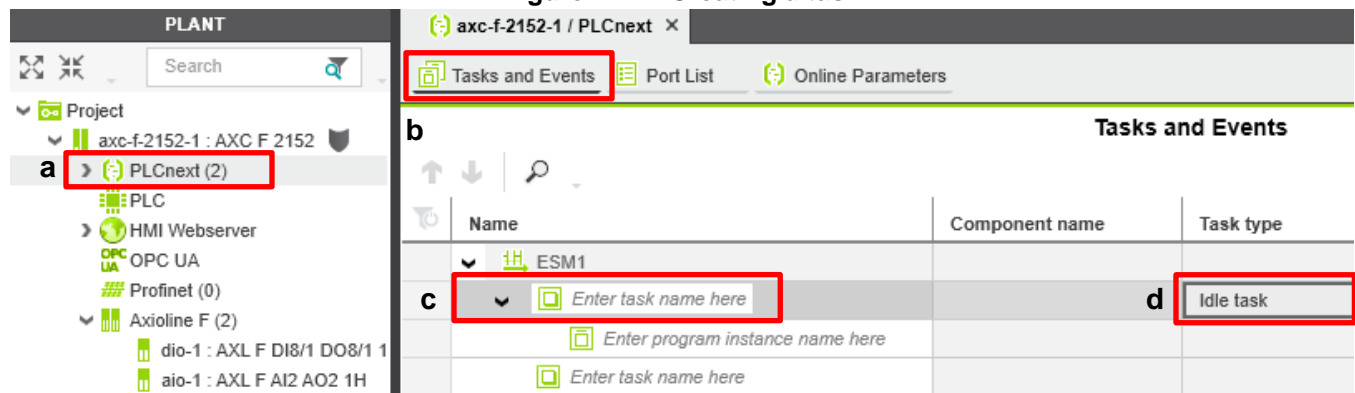 PLANT
axc-f-2152-1 / PLCnext ×
Search
Tasks and Events
Port List
Online Parameters
Project
axc-f-2152-1 : AXC F 2152
a
PLCnext (2)
PLC
HMI Webserver
OPC UA
OPC UA
Profinet (0)
Axioline F (2)
dio-1 : AXL F DI8/1 DO8/1 1
aio-1 : AXL F AI2 AO2 1H
b
Tasks and Events
Name
Component name
Task type
ESM1
c
Enter task name here
d
Idle task
Enter program instance name here
Enter task name here